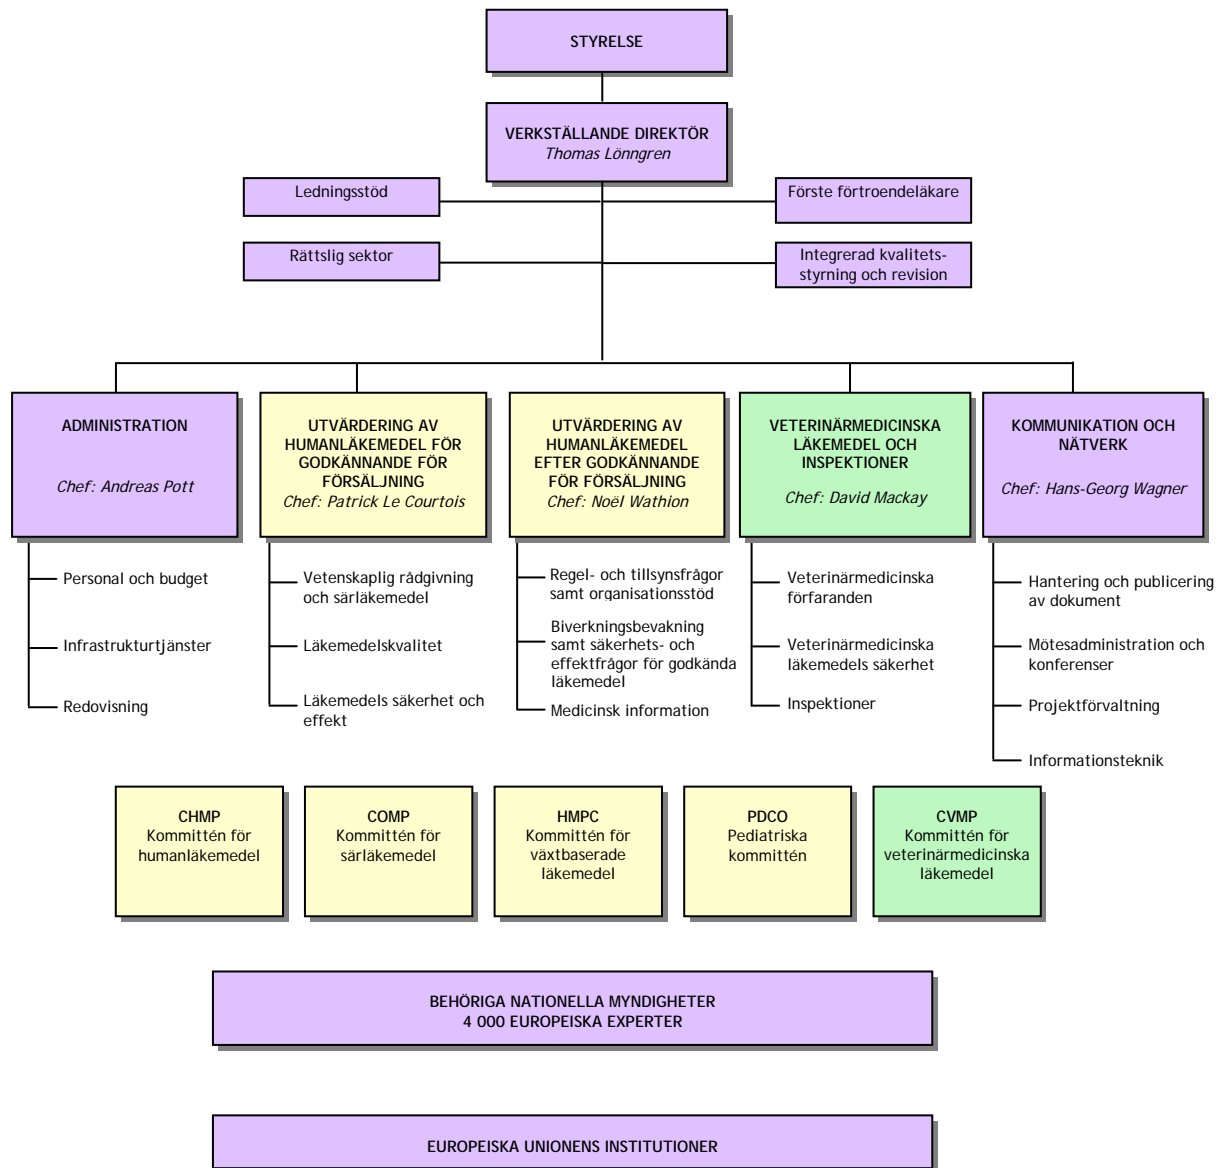 STYRELSE
VERKSTÄLLANDE DIREKTÖR
Thomas Lönngren
Ledningsstöd
Förste förtroendeläkare
Rättslig sektor
Integrerad kvalitets-
styrning och revision
ADMINISTRATION
Chef: Andreas Pott
UTVÄRDERING AV
HUMANLÄKEMEDEL FÖR
GODKÄNNANDE FÖR
FÖRSÄLJNING
Chef: Patrick Le Courtois
UTVÄRDERING AV
HUMANLÄKEMEDEL
EFTER GODKÄNNANDE
FÖR FÖRSÄLJNING
Chef: Noël Wathion
VETERINÄRMEDICINSKA
LÄKEMEDEL OCH
INSPEKTIONER
Chef: David Mackay
KOMMUNIKATION OCH
NÄTVERK
Chef: Hans-Georg Wagner
Personal och budget
Infrastrukturtjänster
Redovisning
Vetenskaplig rådgivning
och särläkemedel
Läkemedelskvalitet
Läkemedels säkerhet och
effekt
Regel- och tillsynsfrågor
samt organisationsstöd
Biverkningsbevakning
samt säkerhets- och
effektfrågor för godkända
läkemedel
Medicinsk information
Veterinärmedicinska
förfaranden
Veterinärmedicinska
läkemedels säkerhet
Inspektioner
Hantering och publicering
av dokument
Mötesadministration och
konferenser
Projektförvaltning
Informationsteknik
CHMP
Kommittén för
humanläkemedel
COMP
Kommittén för
särläkemedel
HMPC
Kommittén för
växtbaserade
läkemedel
PDCO
Pediatriska
kommittén
CVMP
Kommittén för
veterinärmedicinska
läkemedel
BEHÖRIGA NATIONELLA MYNDIGHETER
4 000 EUROPEISKA EXPERTER
EUROPEISKA UNIONENS INSTITUTIONER